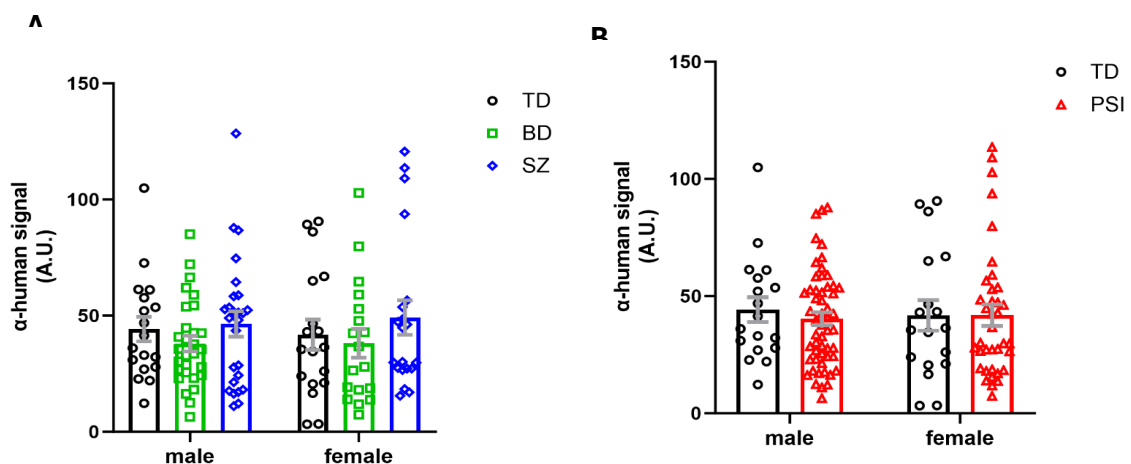 A
150
100
50
0
α-human signal
(A.U.)
male
female
TD
BD
SZ
B
150
100
50
0
α-human signal
(A.U.)
male
female
TD
PSI